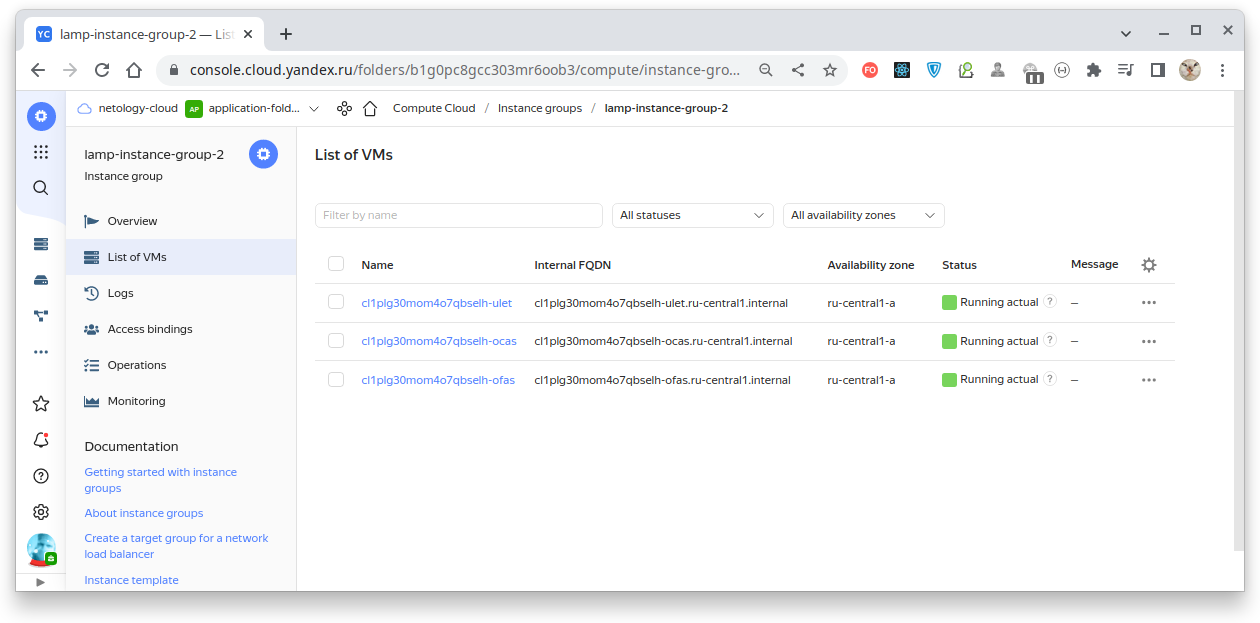 YC lamp-instance-group-2 — List
console.cloud.yandex.ru/folders/b1g0pc8gcc303mr6oob3/compute/instance-gro...
FO
netology-cloud AP application-fold... Compute Cloud / Instance groups / lamp-instance-group-2
lamp-instance-group-2
Instance group
Overview
List of VMs
Logs
Access bindings
Operations
Monitoring
Documentation
Getting started with instance
groups
About instance groups
Create a target group for a network
load balancer
Instance template
List of VMs
Filter by name All statuses All availability zones
Name Internal FQDN Availability zone Status Message
cl1plg30mom4o7qbselh-ulet cl1plg30mom4o7qbselh-ulet.ru-central1.internal ru-central1-a Running actual ? —
cl1plg30mom4o7qbselh-ocas cl1plg30mom4o7qbselh-ocas.ru-central1.internal ru-central1-a Running actual ? —
cl1plg30mom4o7qbselh-ofas cl1plg30mom4o7qbselh-ofas.ru-central1.internal ru-central1-a Running actual ? —